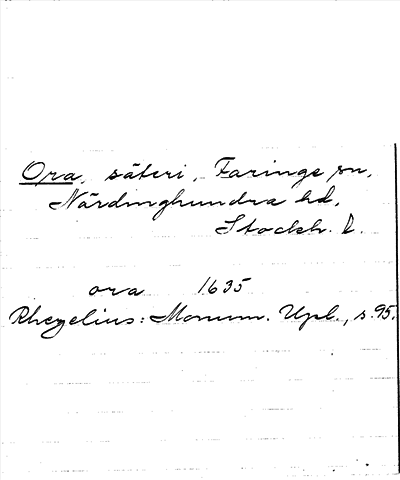 Ora, säteri, Faringe sn,
Närdinghundra hd,
Stockh. l.
ora 1635
Rhezelius: Monum. Upl., s. 95.